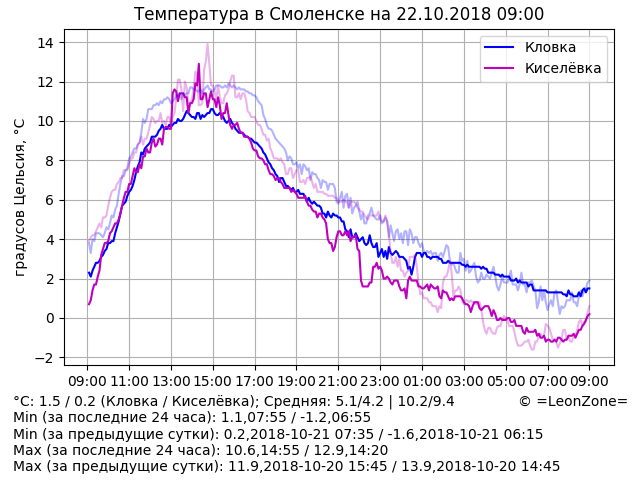 Температура в Смоленске на 22.10.2018 09:00
Кловка
Киселёвка
градусов Цельсия, °C
14
12
10
8
6
4
2
0
−2
09:00 11:00 13:00 15:00 17:00 19:00 21:00 23:00 01:00 03:00 05:00 07:00 09:00
°C: 1.5 / 0.2 (Кловка / Киселёвка); Средняя: 5.1/4.2 | 10.2/9.4 © =LeonZone=
Min (за последние 24 часа): 1.1,07:55 / -1.2,06:55
Min (за предыдущие сутки): 0.2,2018-10-21 07:35 / -1.6,2018-10-21 06:15
Max (за последние 24 часа): 10.6,14:55 / 12.9,14:20
Max (за предыдущие сутки): 11.9,2018-10-20 15:45 / 13.9,2018-10-20 14:45